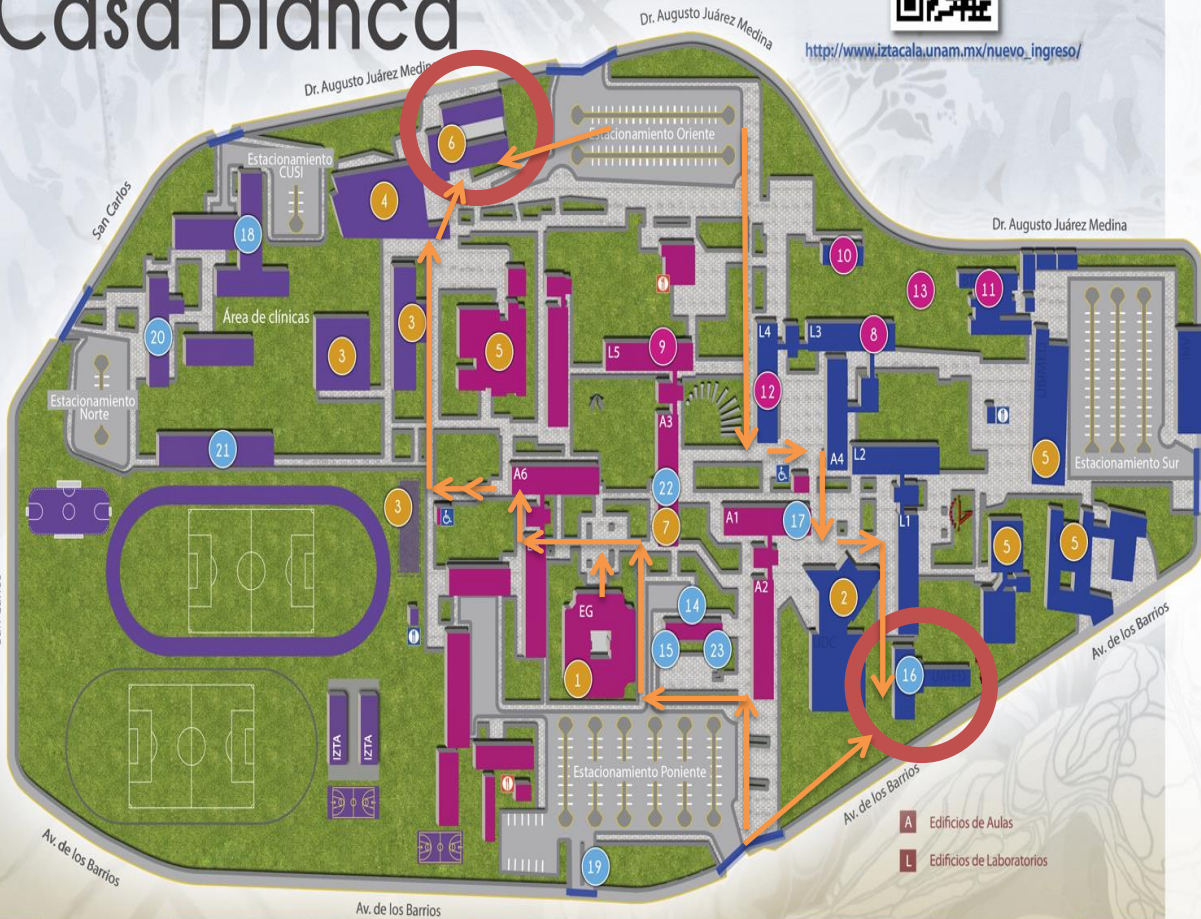 Casa Blanca
Dr. Augusto Juárez Medina
http://www.iztacala.unam.mx/nuevo_ingreso/
Dr. Augusto Juárez Medina
6
Estacionamiento Oriente
Estacionamiento
CUSI
4
San Carlos
18
Dr. Augusto Juárez Medina
10
13
11
Área de clínicas
3
20
3
5
L5
9
L4
L3
8
12
Estacionamiento
Norte
21
A3
A4
L2
5
Estacionamiento Sur
A6
22
3
7
A1
17
L1
5
5
A2
2
EG
14
15
23
1
UDC
16
UAIED
Av. de los Barrios
IZTA
IZTA
Estacionamiento Poniente
Av. de los Barrios
A Edificios de Aulas
L Edificios de Laboratorios
19
Av. de los Barrios
Av. de los Barrios